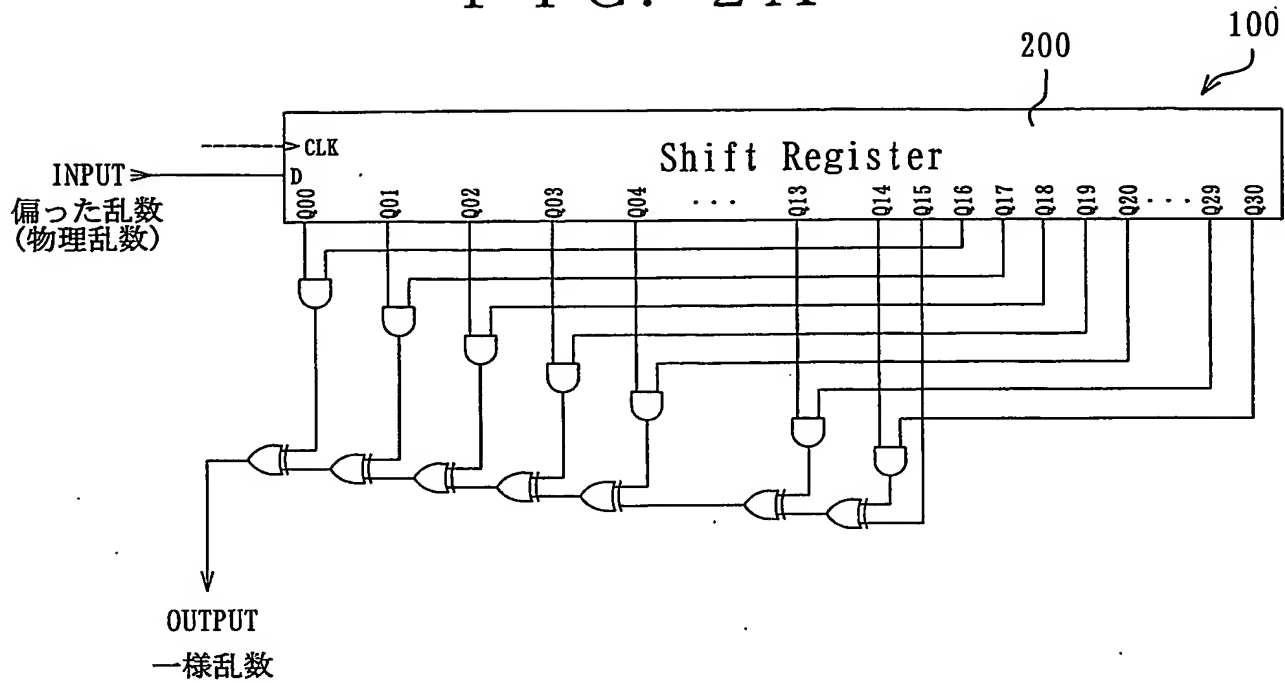 100
200
CLK
Shift Register
INPUT
D
偏った乱数
(物理乱数)
Q00
Q01
Q02
Q03
Q04
・・・
Q13
Q14
Q15
Q16
Q17
Q18
Q19
Q20
・・・
Q29
Q30
OUTPUT
一様乱数